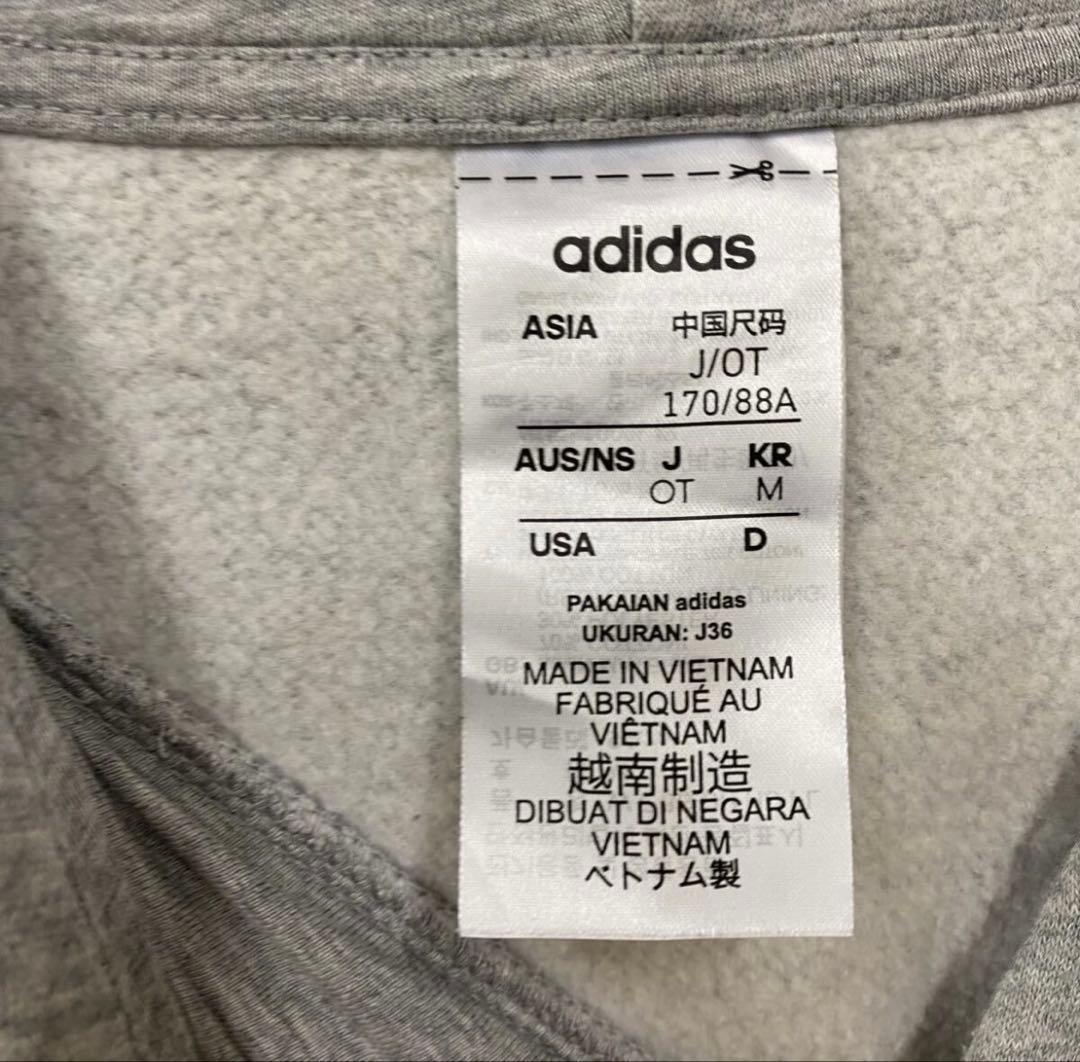 adidas
ASIA 中国尺码
J/OT
170/88A
AUS/NS J KR
OT M
USA D
PAKAIAN adidas
UKURAN: J36
MADE IN VIETNAM
FABRIQUÉ AU
VIÊTNAM
越南制造
DIBUAT DI NEGARA
VIETNAM
ベトナム製